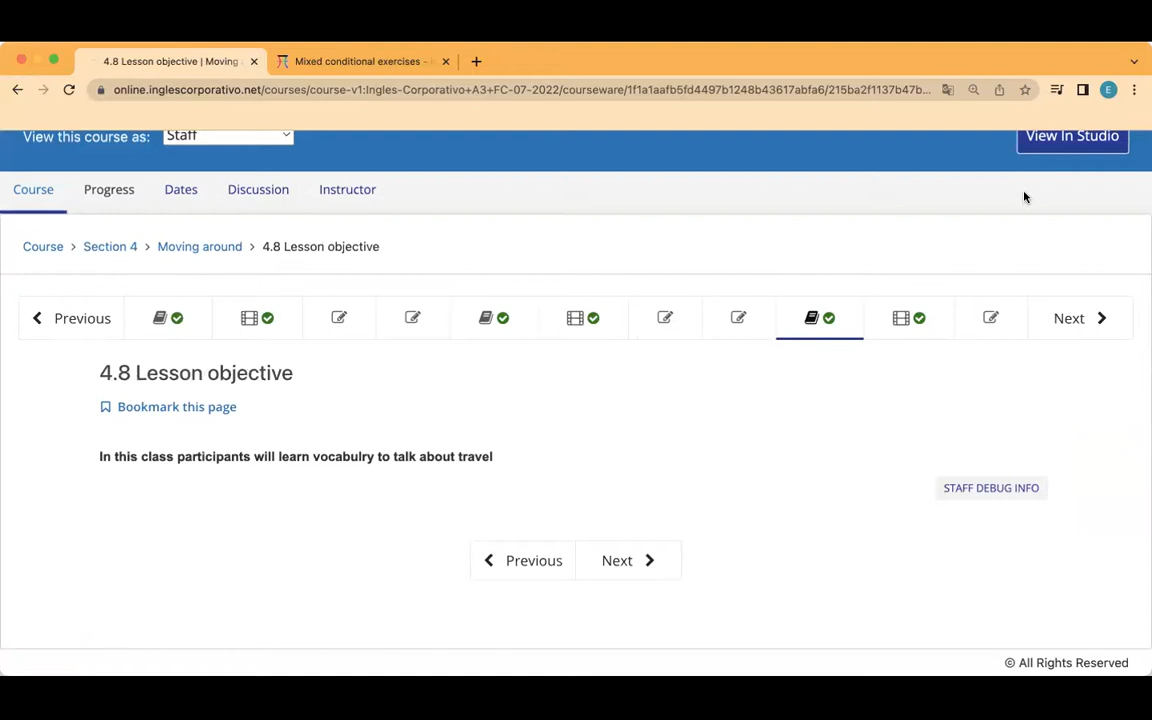 4.8 Lesson objective | Moving
Mixed conditional exercises -
online.inglescorporativo.net/courses/course-v1:Ingles-Corporativo+A3+FC-07-2022/courseware/1f1a1aafb5fd4497b1248b43617abfa6/215ba2f1137b47b...
E
View this course as: Staff
View In Studio
Course Progress Dates Discussion Instructor
Course > Section 4 > Moving around > 4.8 Lesson objective
Previous Next
4.8 Lesson objective
Bookmark this page
In this class participants will learn vocabulry to talk about travel
STAFF DEBUG INFO
Previous Next
© All Rights Reserved